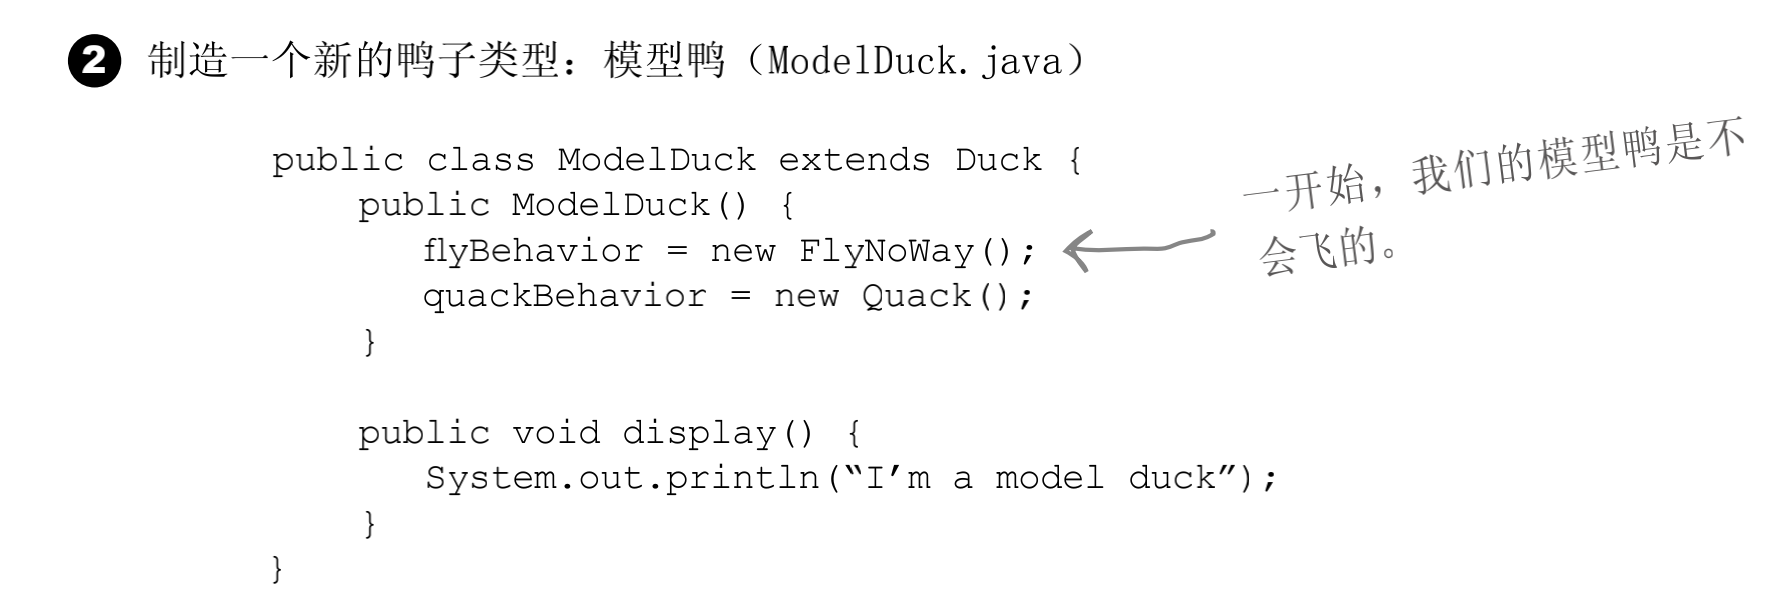 2 制造一个新的鸭子类型：模型鸭（ModelDuck.java）
public class ModelDuck extends Duck {
public ModelDuck() {
flyBehavior = new FlyNoWay();
quackBehavior = new Quack();
}
public void display() {
System.out.println(“I’m a model duck”);
}
}
一开始，我们的模型鸭是不
会飞的。